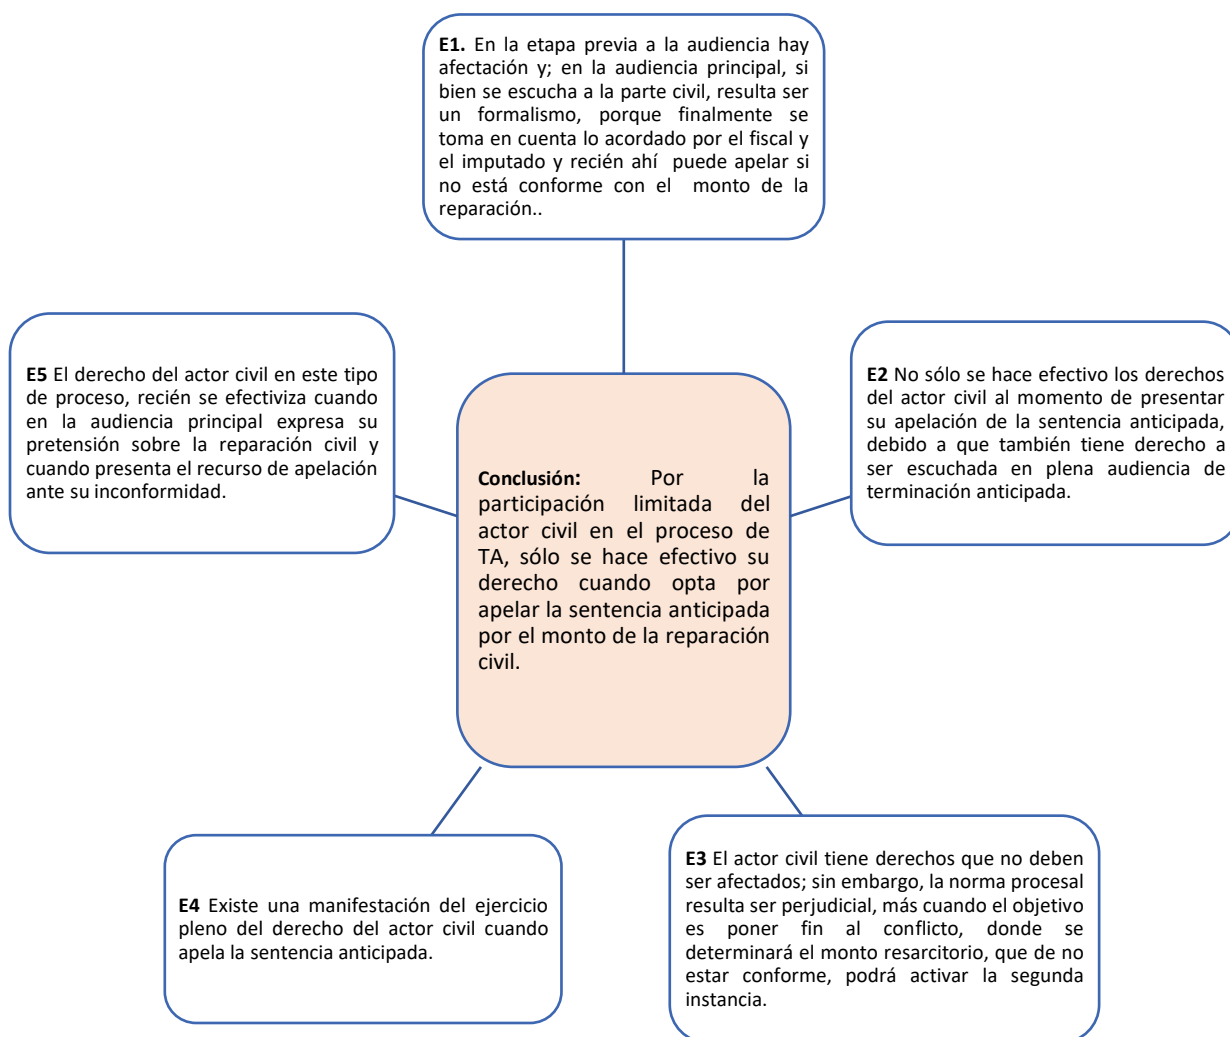 E1. En la etapa previa a la audiencia hay
afectación y; en la audiencia principal, si
bien se escucha a la parte civil, resulta ser
un formalismo, porque finalmente se
toma en cuenta lo acordado por el fiscal y
el imputado y recién ahí puede apelar si
no está conforme con el monto de la
reparación..
E5 El derecho del actor civil en este tipo
de proceso, recién se efectiviza cuando
en la audiencia principal expresa su
pretensión sobre la reparación civil y
cuando presenta el recurso de apelación
ante su inconformidad.
E2 No sólo se hace efectivo los derechos
del actor civil al momento de presentar
su apelación de la sentencia anticipada,
debido a que también tiene derecho a
ser escuchada en plena audiencia de
terminación anticipada.
Conclusión: Por la
participación limitada del
actor civil en el proceso de
TA, sólo se hace efectivo su
derecho cuando opta por
apelar la sentencia anticipada
por el monto de la reparación
civil.
E4 Existe una manifestación del ejercicio
pleno del derecho del actor civil cuando
apela la sentencia anticipada.
E3 El actor civil tiene derechos que no deben
ser afectados; sin embargo, la norma procesal
resulta ser perjudicial, más cuando el objetivo
es poner fin al conflicto, donde se
determinará el monto resarcitorio, que de no
estar conforme, podrá activar la segunda
instancia.